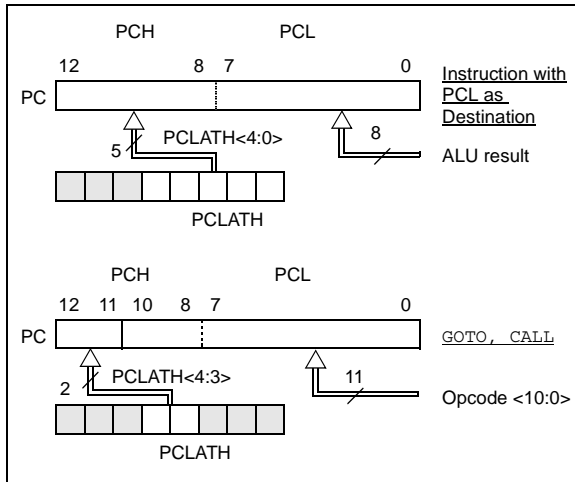 PCH PCL
12 8 7 0
PC
Instruction with
PCL as
Destination
5 PCLATH<4:0>
8
ALU result
PCLATH
PCH PCL
12 11 10 8 7 0
PC
GOTO, CALL
2 PCLATH<4:3>
11
Opcode <10:0>
PCLATH